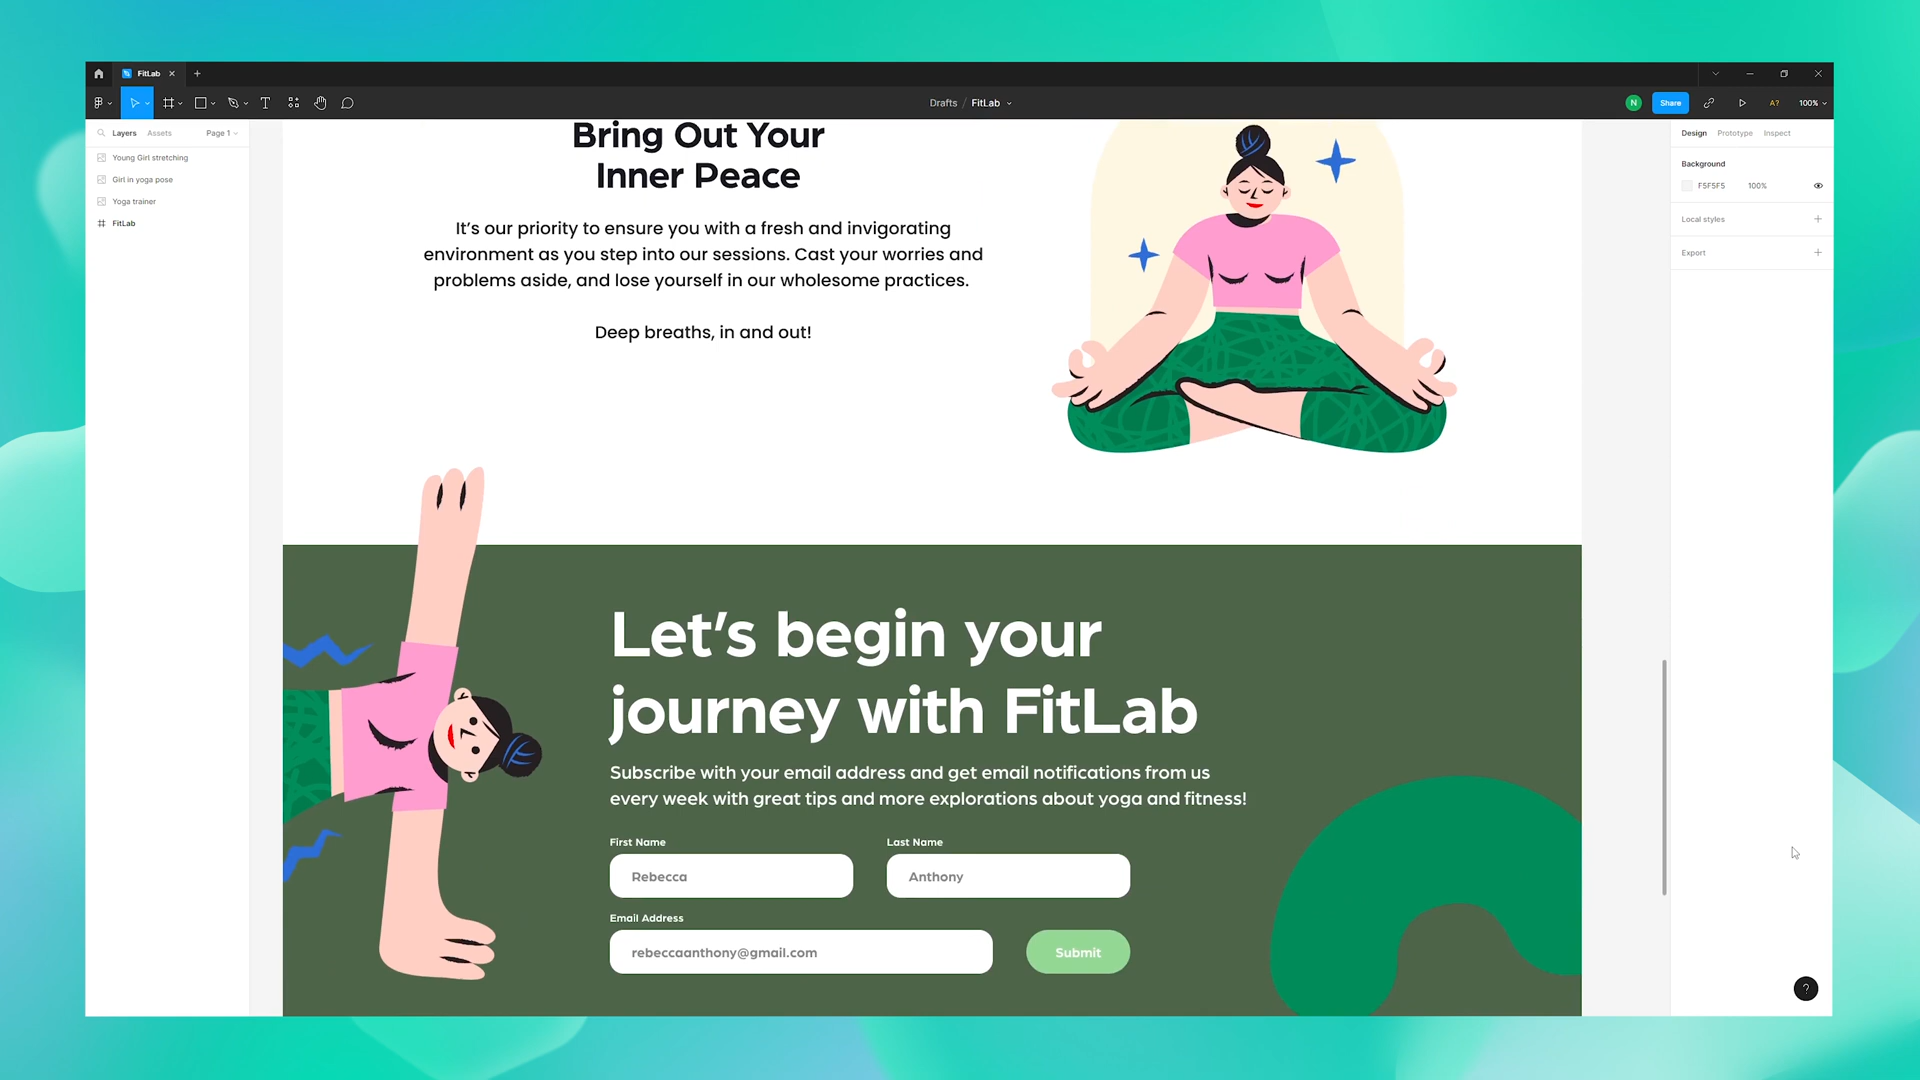 FitLab
Drafts / FitLab
N
Share
A?
100%
Layers
Assets
Page 1
Young Girl stretching
Girl in yoga pose
Yoga trainer
FitLab
Bring Out Your
Inner Peace
It’s our priority to ensure you with a fresh and invigorating
environment as you step into our sessions. Cast your worries and
problems aside, and lose yourself in our wholesome practices.
Deep breaths, in and out!
Let’s begin your
journey with FitLab
Subscribe with your email address and get email notifications from us
every week with great tips and more explorations about yoga and fitness!
First Name
Last Name
Rebecca
Anthony
Email Address
rebeccaanthony@gmail.com
Submit
Design
Prototype
Inspect
Background
F5F5F5
100%
Local styles
Export
?